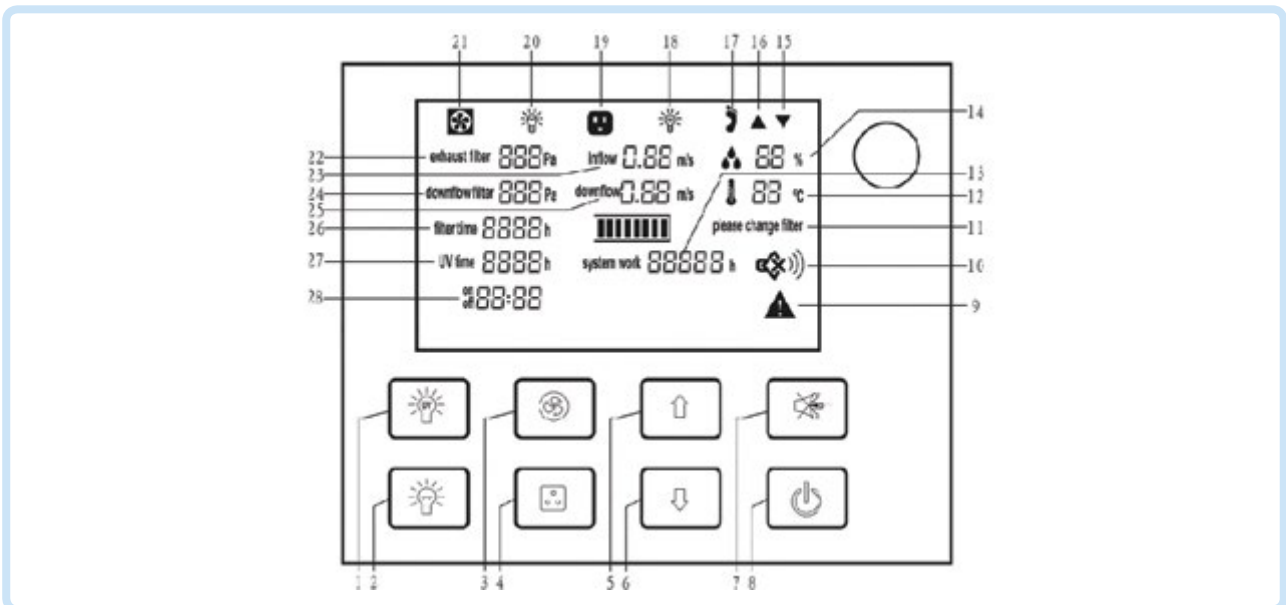 21 20 19 18 17 16 15
14
22 exhaust filter 888 Pa inflow 0.88 m/s 88 %
23 13
24 downflow filter 888 Pa downflow 0.88 m/s 88 °C 12
25
26 filter time 8888 h please change filter 11
27 UV time 8888 h system work 88888 h 10
28 on off 88:88 9
1 2 3 4 5 6 7 8